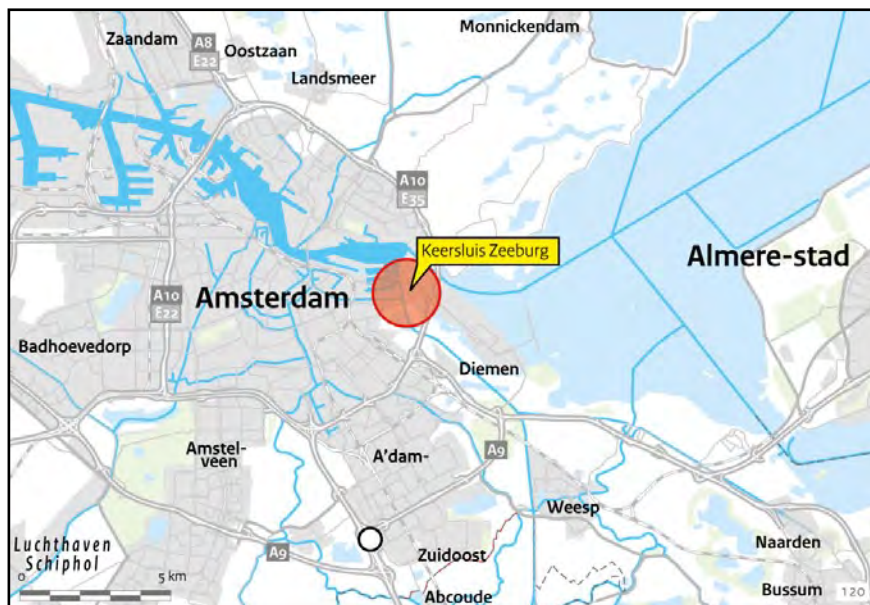 Monnickendam
Zaandam
A8
E22
Oostzaan
Landsmeer
A10
E35
Keersluis Zeeburg
Almere-stad
A10
E22
Amsterdam
Badhoevedorp
Diemen
Amstel-
veen
A'dam-
A9
Weesp
Luchthaven
Schiphol
A9
Zuidoost
Naarden
0
5 km
Abcoude
Bussum
120